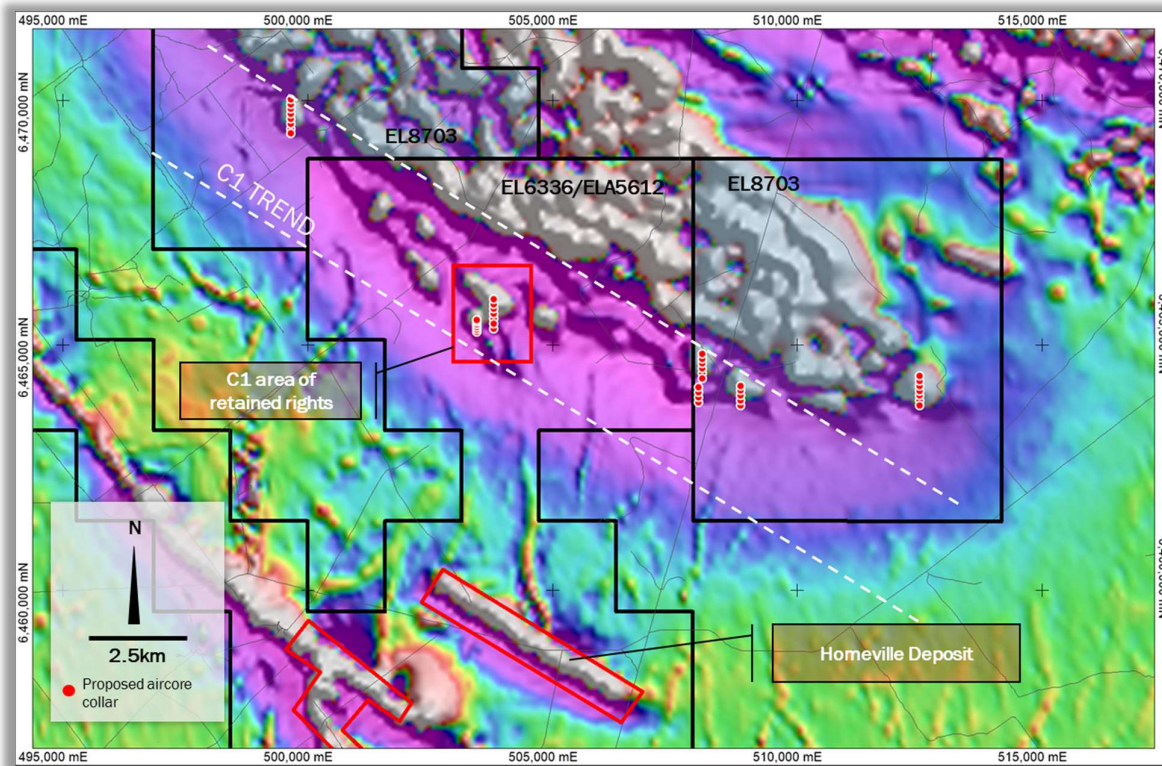 495,000 mE 500,000 mE 505,000 mE 510,000 mE 515,000 mE
6,470,000 mN
EL8703
EL6336/ELA5612
EL8703
C1 TREND
6,465,000 mN
C1 area of
retained rights
N
2.5km
Proposed aircore
collar
6,460,000 mN
Homeville Deposit
495,000 mE 500,000 mE 505,000 mE 510,000 mE 515,000 mE